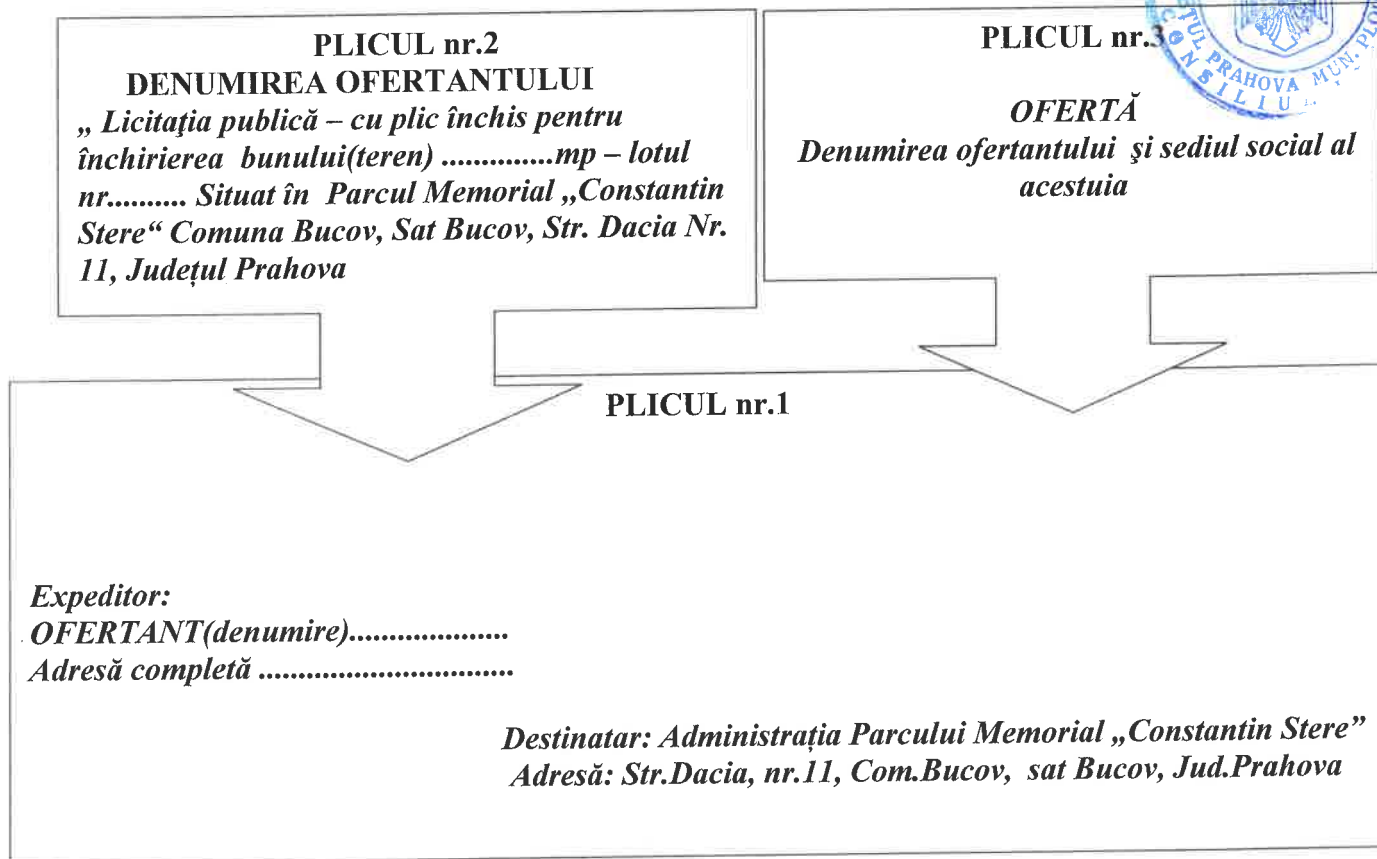 PLICUL nr.2
DENUMIREA OFERTANTULUI
„ Licitaţia publică – cu plic închis pentru
închirierea bunului(teren) ...............mp – lotul
nr.......... Situat în Parcul Memorial „Constantin
Stere“ Comuna Bucov, Sat Bucov, Str. Dacia Nr.
11, Județul Prahova
PLICUL nr.3
OFERTĂ
Denumirea ofertantului şi sediul social al
acestuia
PRAHOVA MUN.
PLICUL nr.1
Expeditor:
OFERTANT(denumire)....................
Adresă completă ................................
Destinatar: Administrația Parcului Memorial „Constantin Stere”
Adresă: Str.Dacia, nr.11, Com.Bucov, sat Bucov, Jud.Prahova